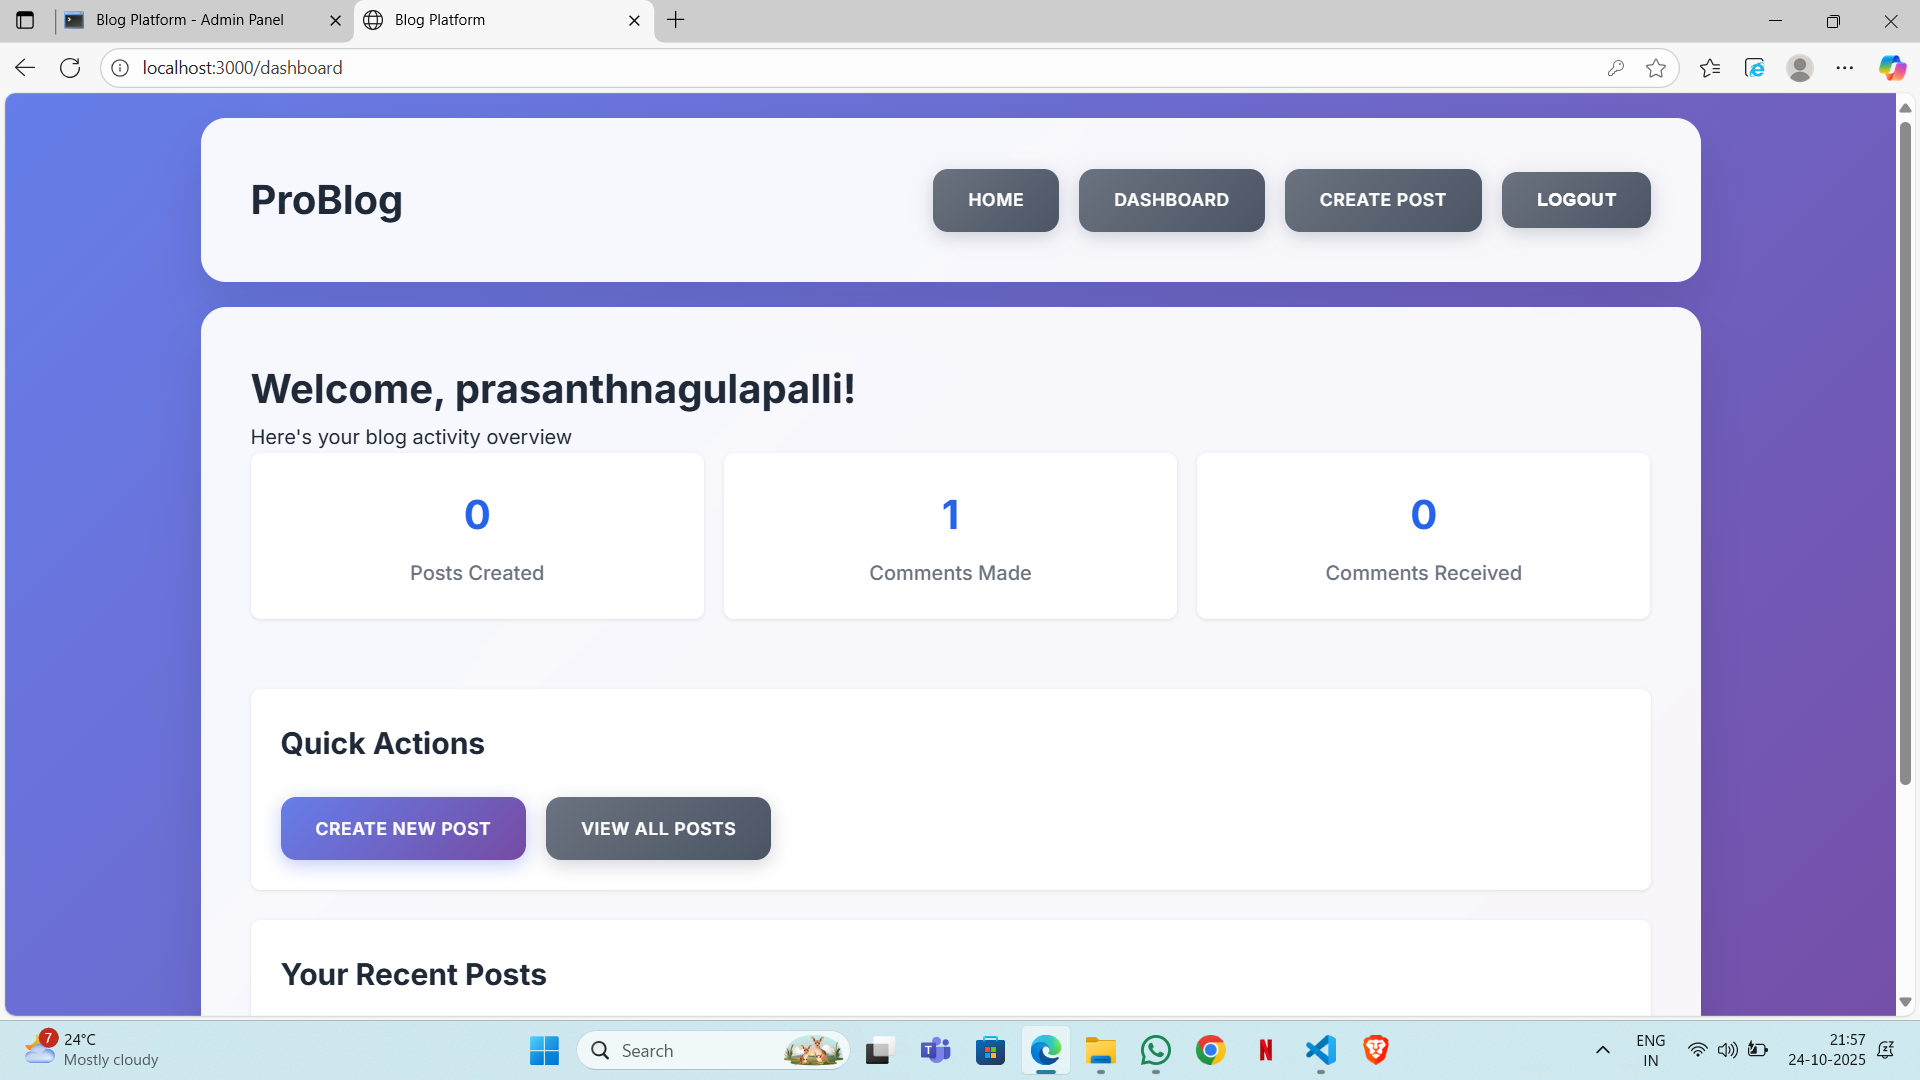 Blog Platform - Admin Panel
Blog Platform
localhost:3000/dashboard
ProBlog
HOME
DASHBOARD
CREATE POST
LOGOUT
Welcome, prasanthnagulapalli!
Here's your blog activity overview
0
Posts Created
1
Comments Made
0
Comments Received
Quick Actions
CREATE NEW POST
VIEW ALL POSTS
Your Recent Posts
7
24°C
Mostly cloudy
Search
T
N
ENG
IN
21:57
24-10-2025